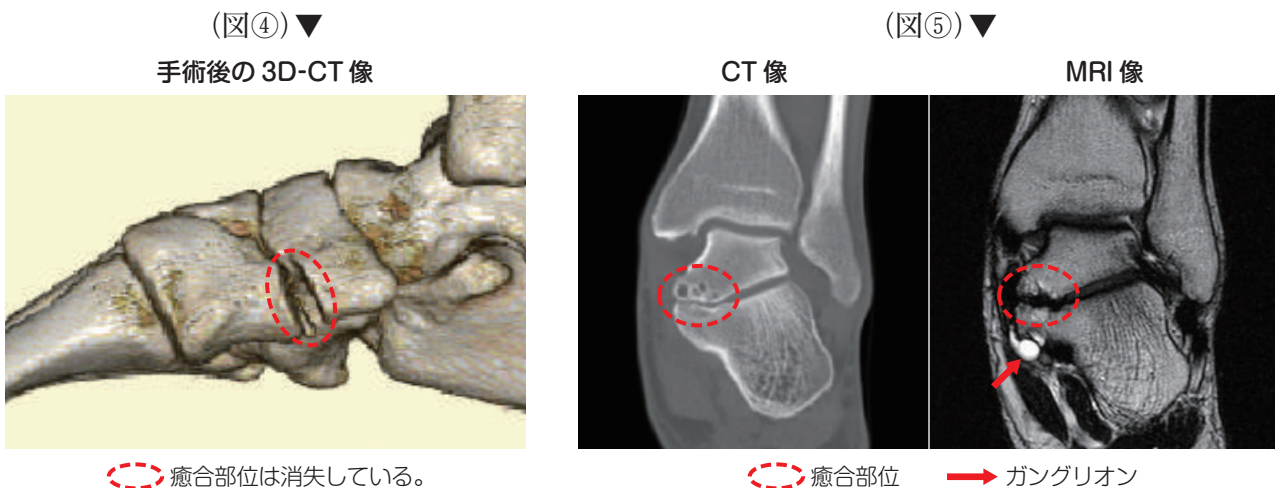 (図④)▼
手術後の 3D-CT 像
癒合部位は消失している。
(図⑤)▼
CT 像
MRI 像
癒合部位
ガングリオン